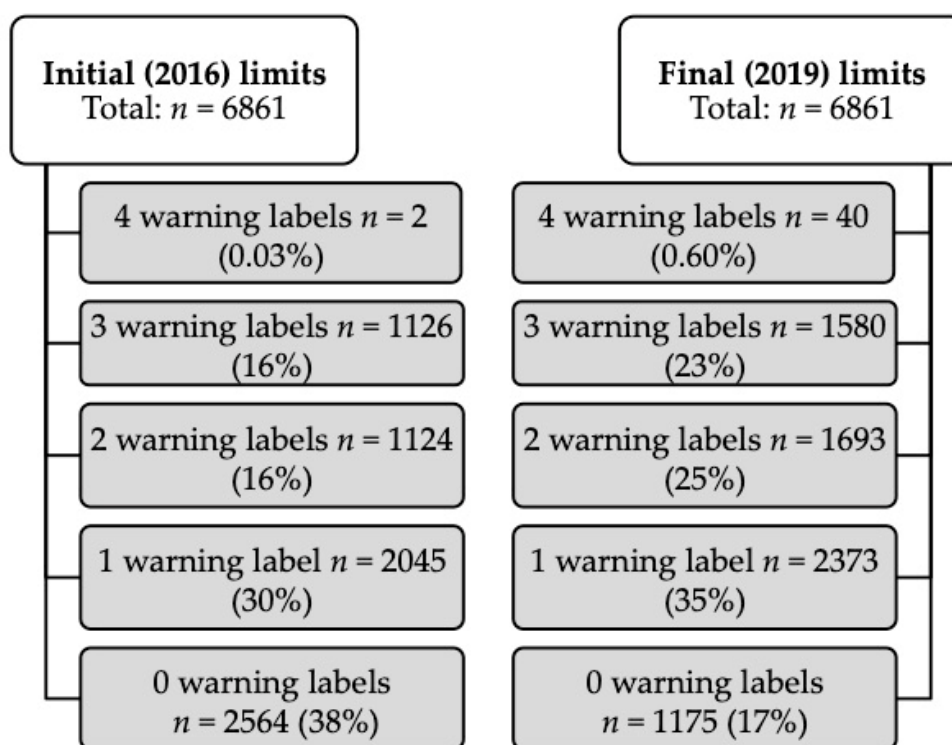 Initial (2016) limits
Total: n = 6861
4 warning labels n = 2
(0.03%)
3 warning labels n = 1126
(16%)
2 warning labels n = 1124
(16%)
1 warning label n = 2045
(30%)
0 warning labels
n = 2564 (38%)
Final (2019) limits
Total: n = 6861
4 warning labels n = 40
(0.60%)
3 warning labels n = 1580
(23%)
2 warning labels n = 1693
(25%)
1 warning label n = 2373
(35%)
0 warning labels
n = 1175 (17%)